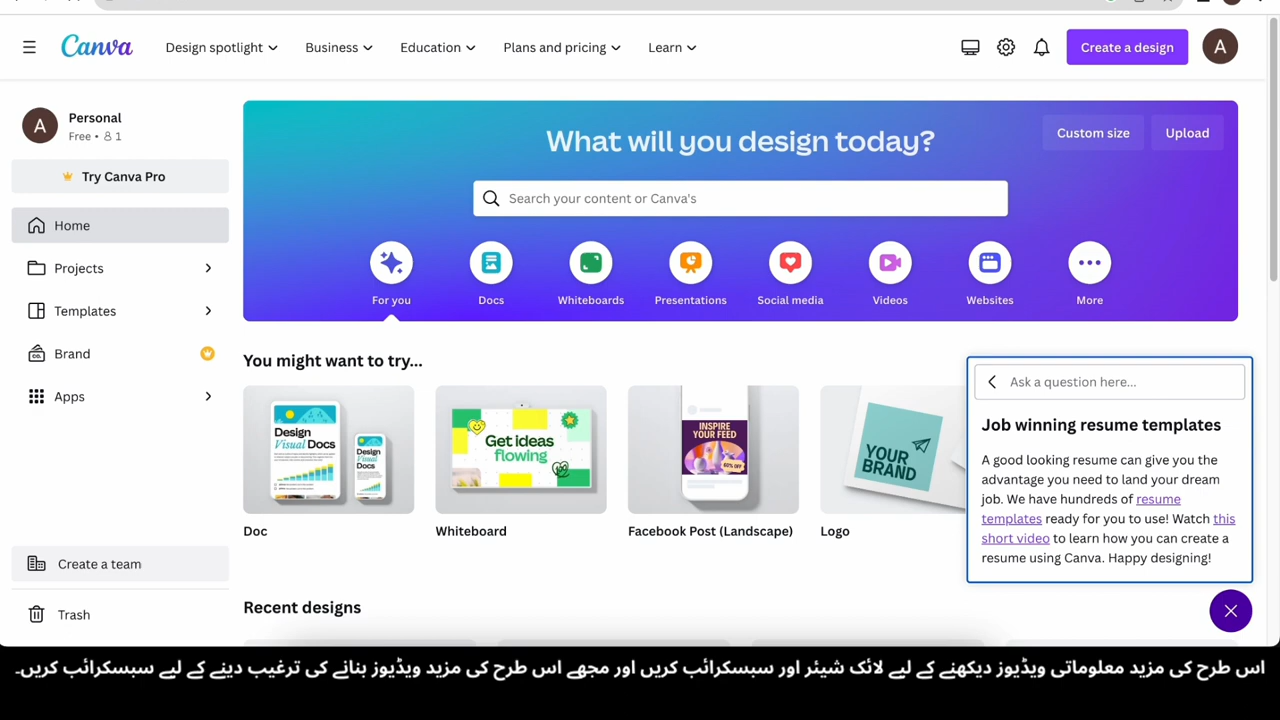 Canva
Design spotlight
Business
Education
Plans and pricing
Learn
Create a design
A
A
Personal
Free • 1
Try Canva Pro
Home
Projects
Templates
Brand
CO.
Apps
Create a team
Trash
What will you design today?
Custom size
Upload
Search your content or Canva's
For you
Docs
Whiteboards
Presentations
Social media
Videos
Websites
More
You might want to try...
Design
Visual Docs
Design
Visual
Docs
Doc
Get ideas
flowing
Whiteboard
INSPIRE
YOUR FEED
60% OFF
Facebook Post (Landscape)
YOUR
BRAND
Logo
Recent designs
Ask a question here...
Job winning resume templates
A good looking resume can give you the
advantage you need to land your dream
job. We have hundreds of resume
templates ready for you to use! Watch this
short video to learn how you can create a
resume using Canva. Happy designing!
اس طرح کی مزید معلوماتی ویڈیوز دیکھنے کے لیے لائک شیئر اور سبسکرائب کریں اور مجھے اس طرح کی مزید ویڈیوز بنانے کی ترغیب دینے کے لیے سبسکرائب کریں۔